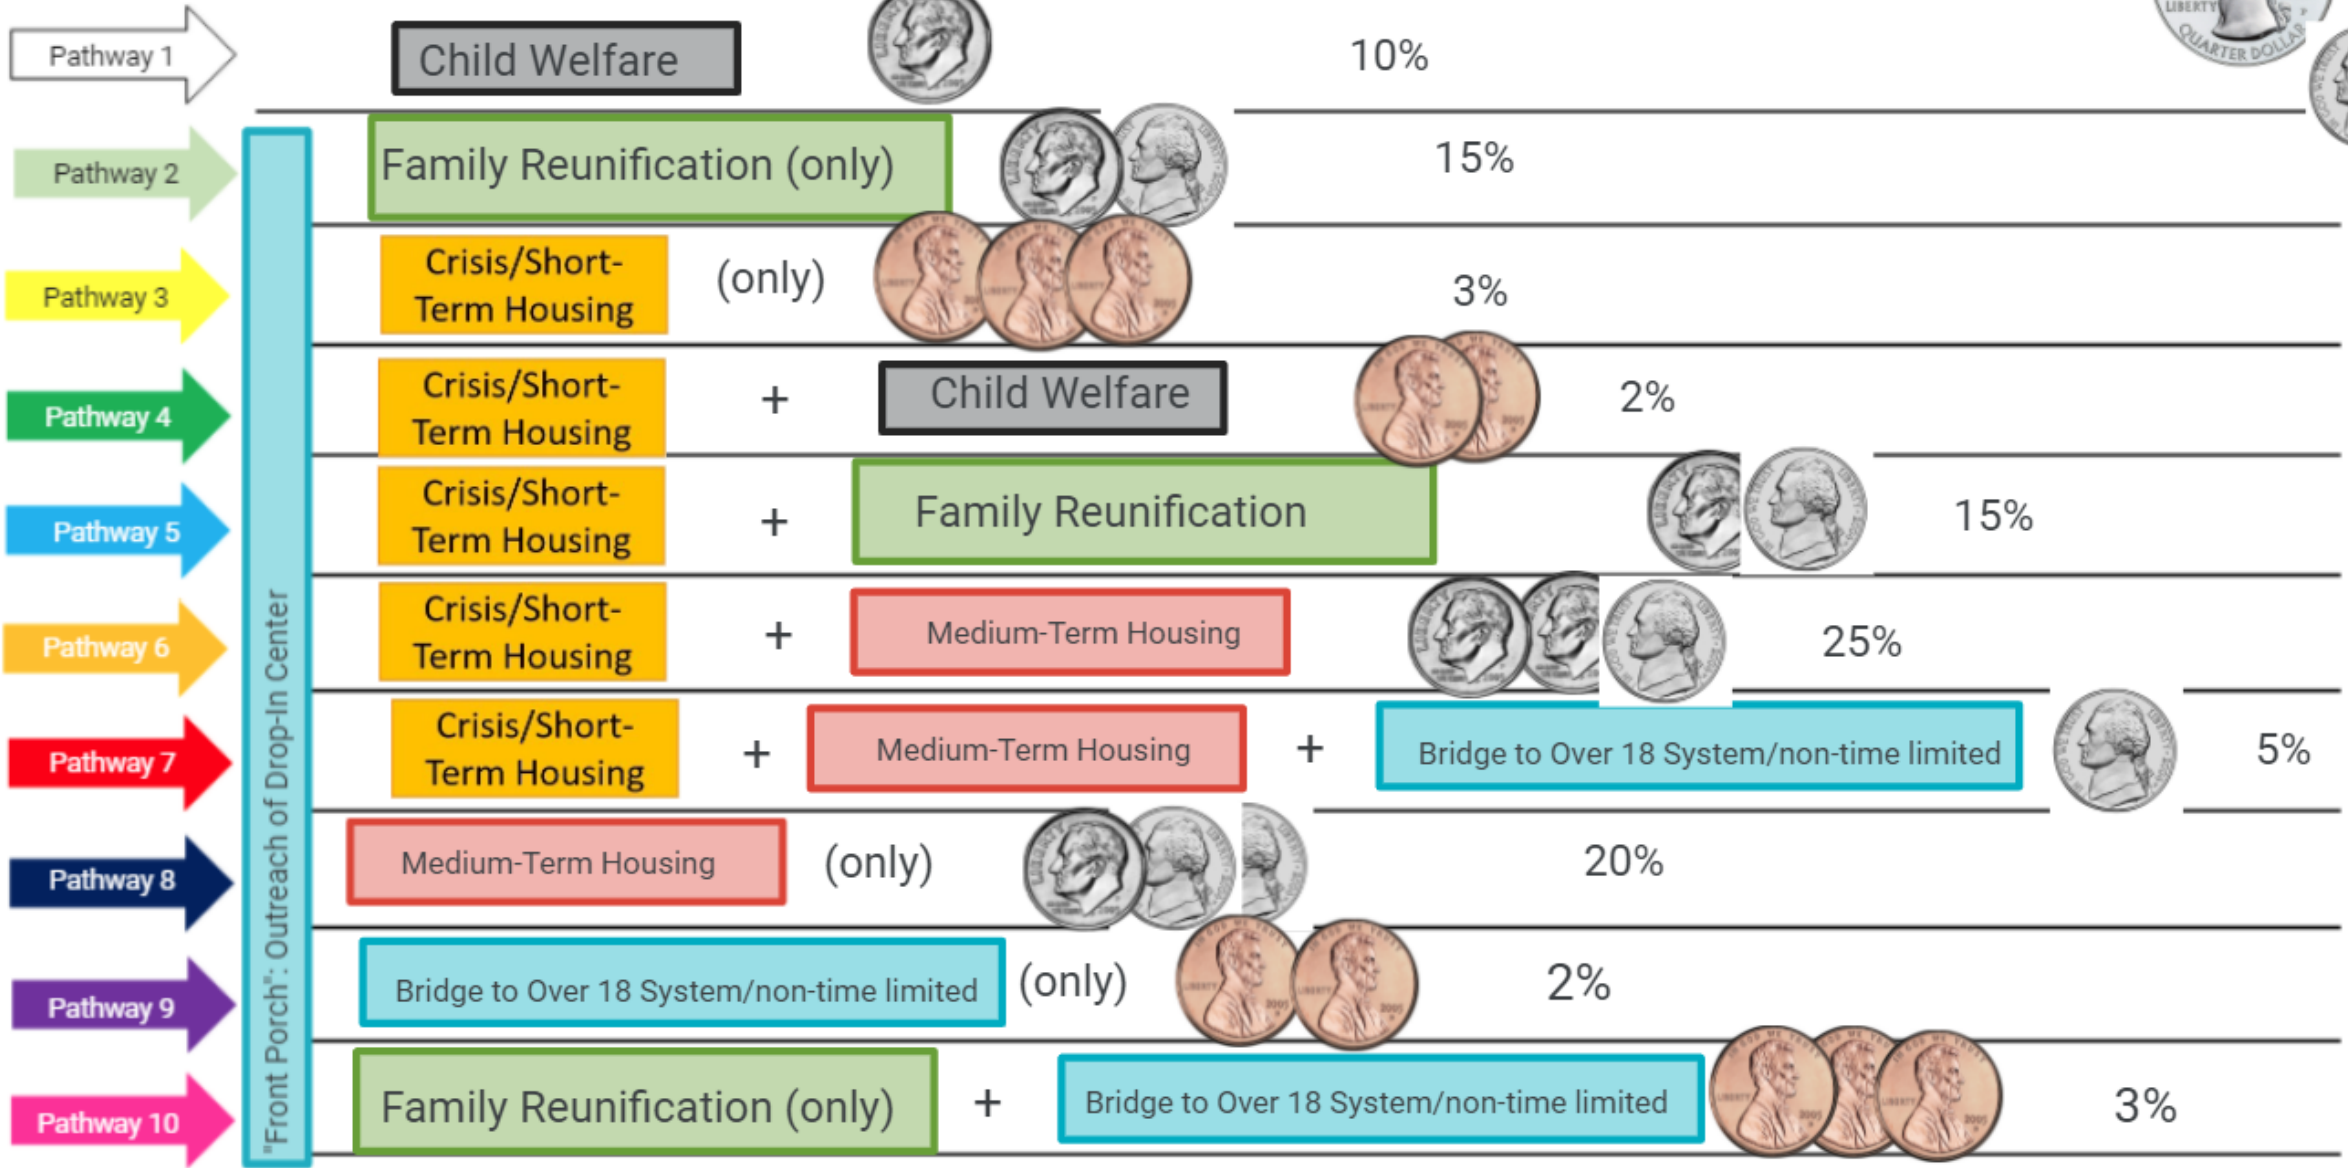 LIBERTY
QUARTER DOLLAR
Pathway 1
Child Welfare
10%
"Front Porch": Outreach of Drop-In Center
Pathway 2
Family Reunification (only)
LIBERTY
15%
Pathway 3
Crisis/Short-
Term Housing
(only)
3%
Pathway 4
Crisis/Short-
Term Housing
+
Child Welfare
2%
Pathway 5
Crisis/Short-
Term Housing
+
Family Reunification
15%
Pathway 6
Crisis/Short-
Term Housing
+
Medium-Term Housing
25%
Pathway 7
Crisis/Short-
Term Housing
+
Medium-Term Housing
+
Bridge to Over 18 System/non-time limited
5%
Pathway 8
Medium-Term Housing
(only)
20%
Pathway 9
Bridge to Over 18 System/non-time limited
(only)
2%
Pathway 10
Family Reunification (only)
+
Bridge to Over 18 System/non-time limited
3%